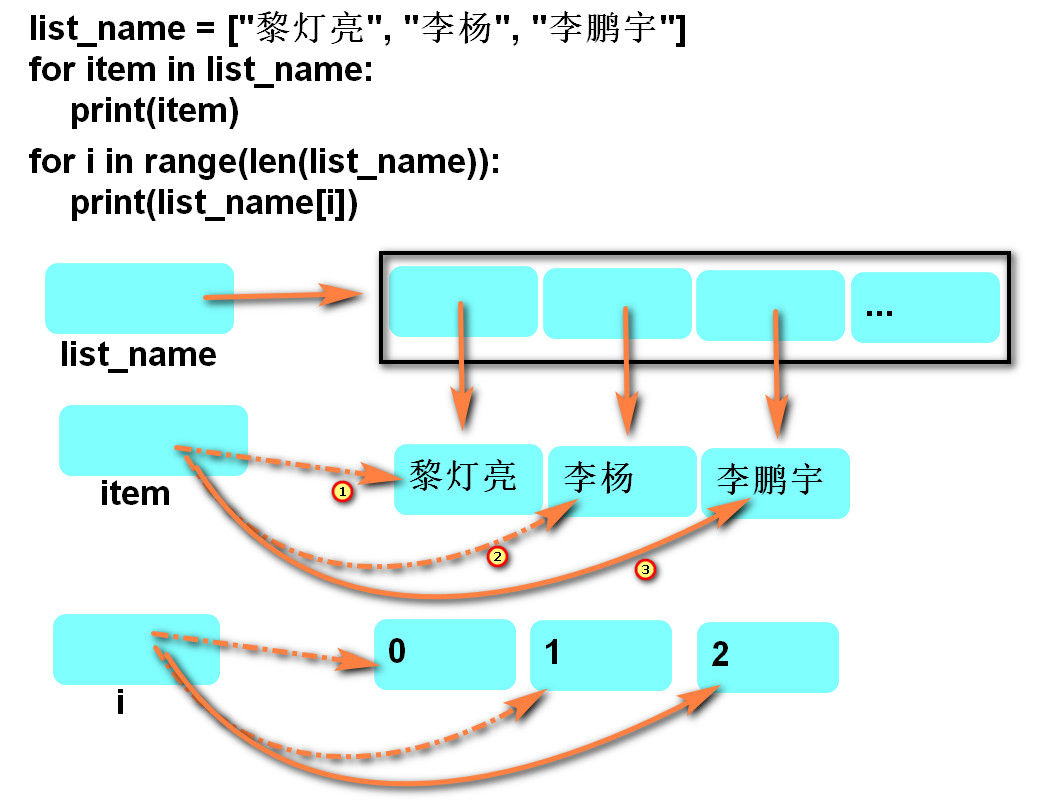 list_name = ["黎灯亮", "李杨", "李鹏宇"]
for item in list_name:
    print(item)
for i in range(len(list_name)):
    print(list_name[i])
...
list_name
黎灯亮 李杨 李鹏宇
item
1
2
3
0 1 2
i